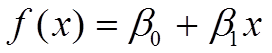 f(x) = β₀ + β₁x